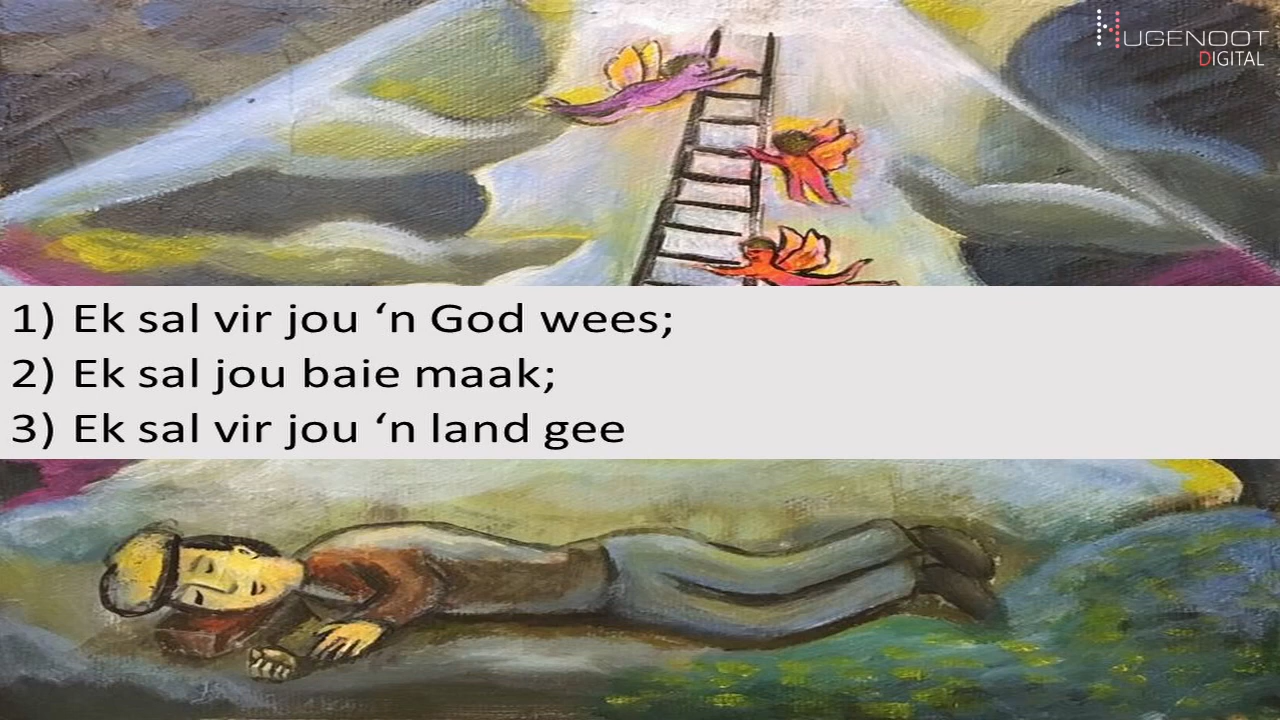 HUGENOOT
DIGITAL
1) Ek sal vir jou ‘n God wees;
2) Ek sal jou baie maak;
3) Ek sal vir jou ‘n land gee